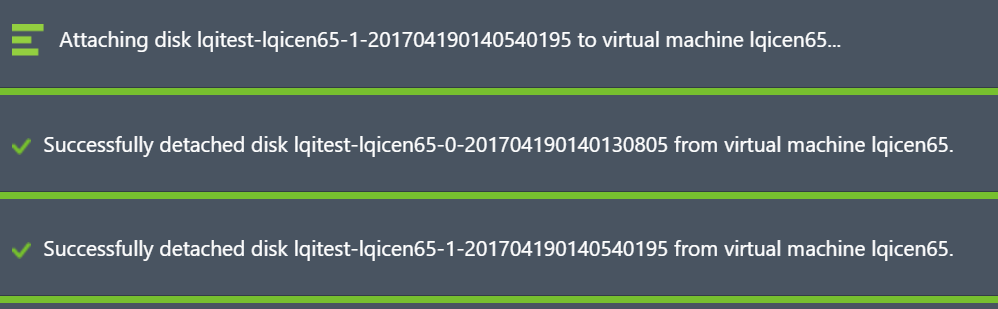 Attaching disk lqitest-lqicen65-1-201704190140540195 to virtual machine lqicen65...
Successfully detached disk lqitest-lqicen65-0-201704190140130805 from virtual machine lqicen65.
Successfully detached disk lqitest-lqicen65-1-201704190140540195 from virtual machine lqicen65.